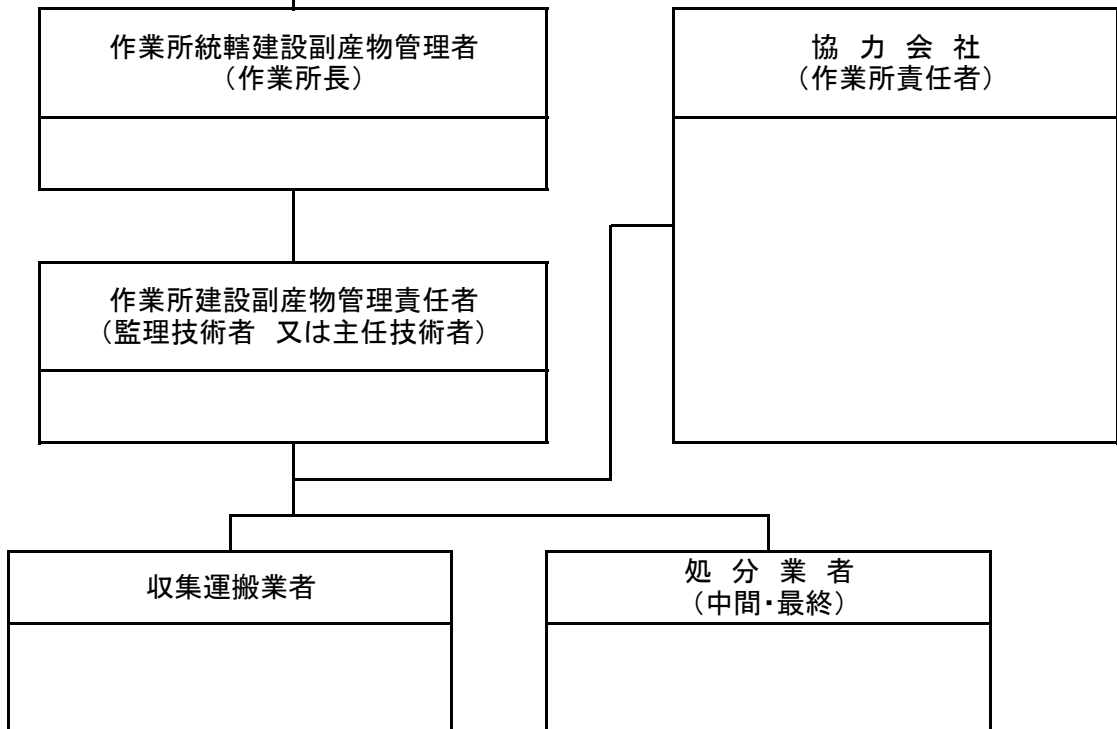 作業所統轄建設副産物管理者
（作業所長）
協　力　会　社
（作業所責任者）
作業所建設副産物管理責任者
（監理技術者　又は主任技術者）
収集運搬業者
処　分　業　者
（中間・最終）